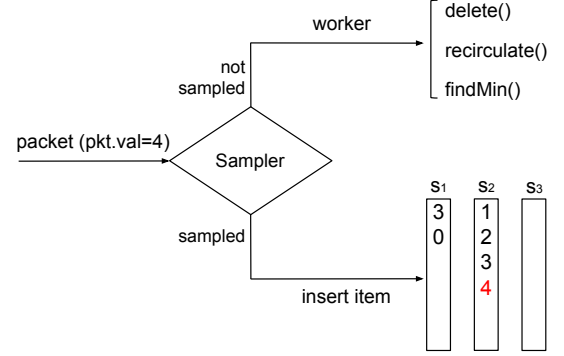 worker
delete()
recirculate()
findMin()
not
sampled
packet (pkt.val=4)
Sampler
sampled
insert item
S1 S2 S3
3 1
0 2
3
4